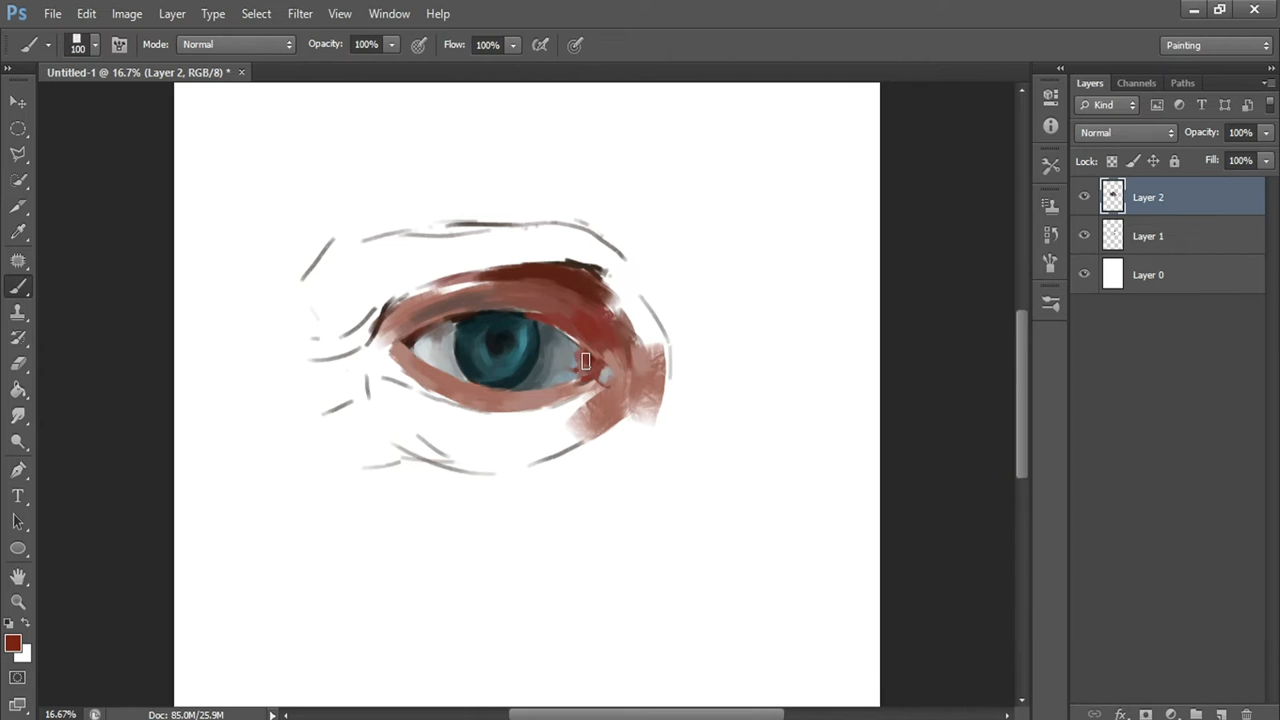 Ps File Edit Image Layer Type Select Filter View Window Help
100 Mode: Normal Opacity: 100% Flow: 100% Painting
Untitled-1 @ 16.7% (Layer 2, RGB/8) * ×
Layers Channels Paths
Kind
Normal Opacity: 100%
Lock: Fill: 100%
Layer 2
Layer 1
Layer 0
16.67% Doc: 85.0M/25.9M